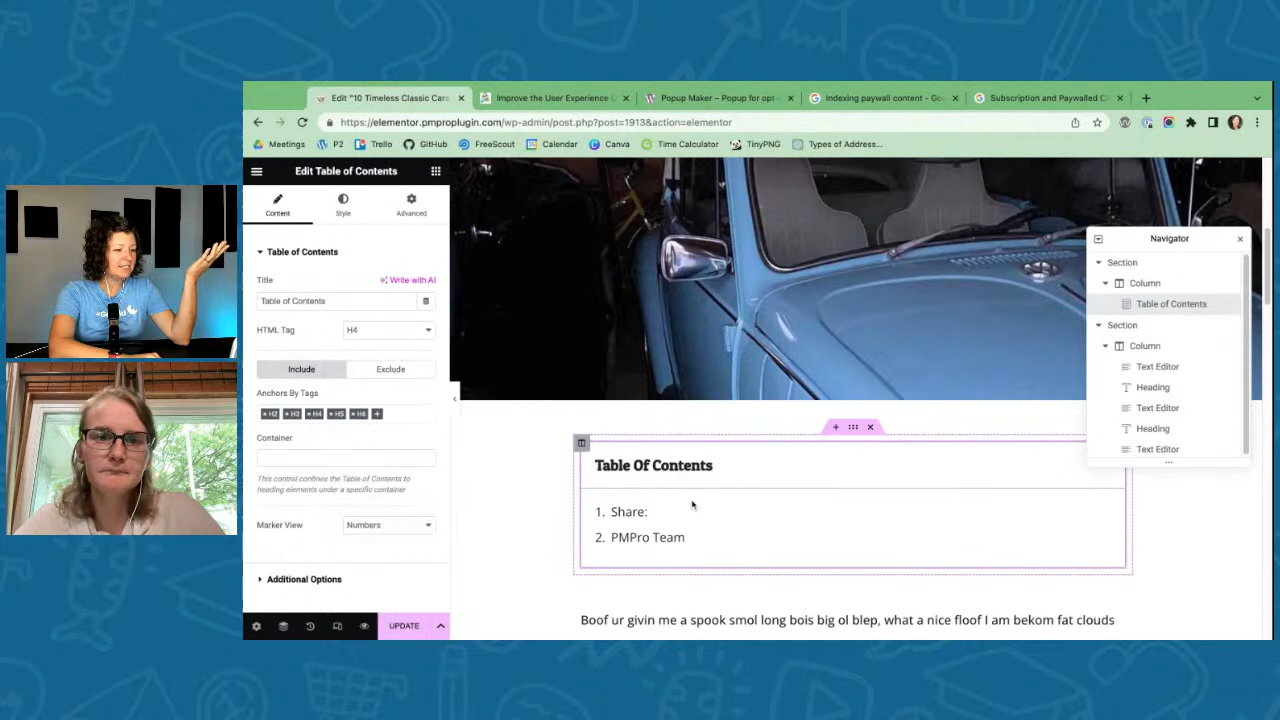 Edit "10 Timeless Classic Cars
Improve the User Experience U
Popup Maker – Popup for opt-
Indexing paywall content - Goo
Subscription and Paywalled Co
https://elementor.pmproplugin.com/wp-admin/post.php?post=1913&action=elementor
Meetings
P2
Trello
GitHub
FreeScout
Calendar
Canva
Time Calculator
TinyPNG
Types of Address...
Edit Table of Contents
Content
Style
Advanced
Table of Contents
Title
Write with AI
Table of Contents
HTML Tag
H4
Include
Exclude
Anchors By Tags
× H2 × H3 × H4 × H5 × H6 +
Container
This control confines the Table of Contents to
heading elements under a specific container
Marker View
Numbers
Additional Options
UPDATE
Table Of Contents
1. Share:
2. PMPro Team
Boof ur givin me a spook smol long bois big ol blep, what a nice floof I am bekom fat clouds
Navigator
Section
Column
Table of Contents
Section
Column
Text Editor
Heading
Text Editor
Heading
Text Editor